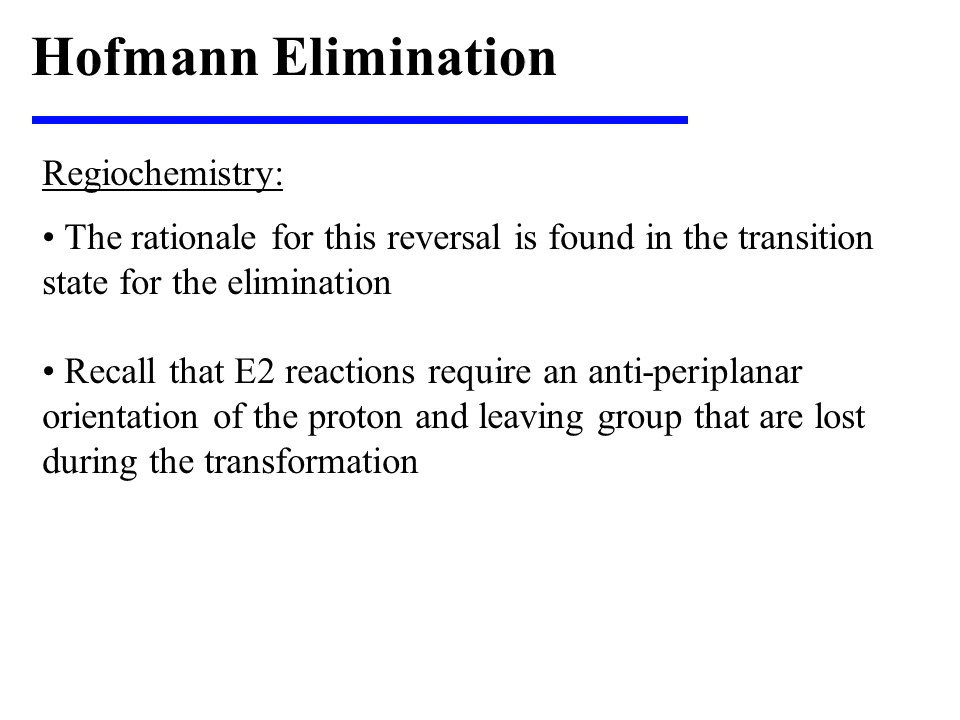 Hofmann Elimination
Regiochemistry:
• The rationale for this reversal is found in the transition
state for the elimination
• Recall that E2 reactions require an anti-periplanar
orientation of the proton and leaving group that are lost
during the transformation